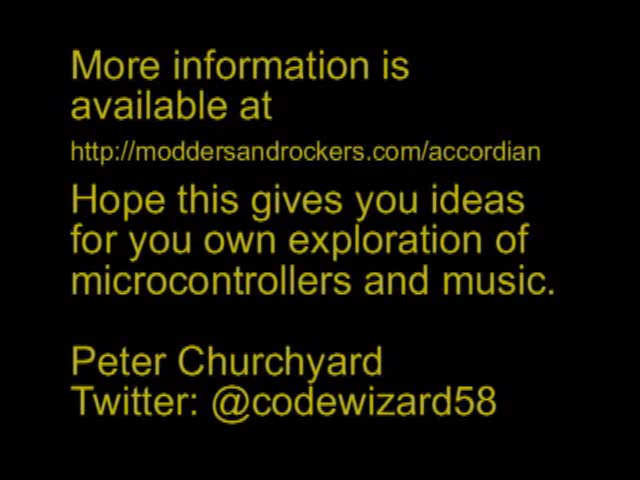 More information is
available at
http://moddersandrockers.com/accordian
Hope this gives you ideas
for you own exploration of
microcontrollers and music.
Peter Churchyard
Twitter: @codewizard58